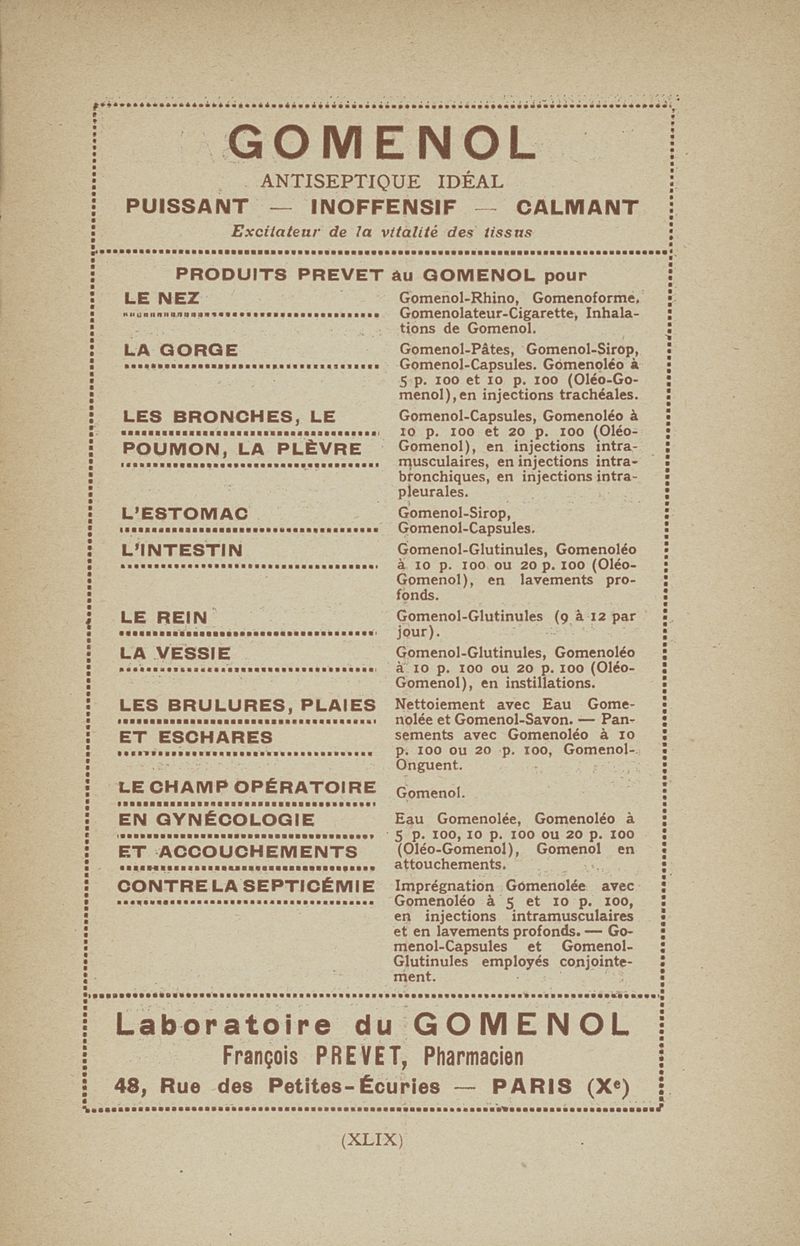 GOMENOL
ANTISEPTIQUE IDÉAL
PUISSANT — INOFFENSIF — CALMANT
Excitateur de la vitalité des tissus
PRODUITS PREVET au GOMENOL pour
LE NEZ
Gomenol-Rhino, Gomenoforme,
Gomenolateur-Cigarette, Inhala-
tions de Gomenol.
LA GORGE
Gomenol-Pâtes, Gomenol-Sirop,
Gomenol-Capsules. Gomenoléo à
5 p. 100 et 10 p. 100 (Oléo-Go-
menol), en injections trachéales.
LES BRONCHES, LE
POUMON, LA PLÈVRE
Gomenol-Capsules, Gomenoléo à
10 p. 100 et 20 p. 100 (Oléo-
Gomenol), en injections intra-
musculaires, en injections intra-
bronchiques, en injections intra-
pleurales.
L'ESTOMAC
Gomenol-Sirop,
Gomenol-Capsules.
L'INTESTIN
Gomenol-Glutinules, Gomenoléo
à 10 p. 100 ou 20 p. 100 (Oléo-
Gomenol), en lavements pro-
fonds.
LE REIN
Gomenol-Glutinules (9 à 12 par
jour).
LA VESSIE
Gomenol-Glutinules, Gomenoléo
à 10 p. 100 ou 20 p. 100 (Oléo-
Gomenol), en instillations.
LES BRULURES, PLAIES
ET ESCHARES
Nettoiement avec Eau Gome-
nolée et Gomenol-Savon. — Pan-
sements avec Gomenoléo à 10
p. 100 ou 20 p. 100, Gomenol-
Onguent.
LE CHAMP OPÉRATOIRE
Gomenol.
EN GYNÉCOLOGIE
ET ACCOUCHEMENTS
Eau Gomenolée, Gomenoléo à
5 p. 100, 10 p. 100 ou 20 p. 100
(Oléo-Gomenol), Gomenol en
attouchements.
CONTRE LA SEPTICÉMIE
Imprégnation Gomenolée avec
Gomenoléo à 5 et 10 p. 100,
en injections intramusculaires
et en lavements profonds. — Go-
menol-Capsules et Gomenol-
Glutinules employés conjointe-
ment.
Laboratoire du GOMENOL
François PREVET, Pharmacien
48, Rue des Petites-Écuries — PARIS (Xe)
(XLIX)